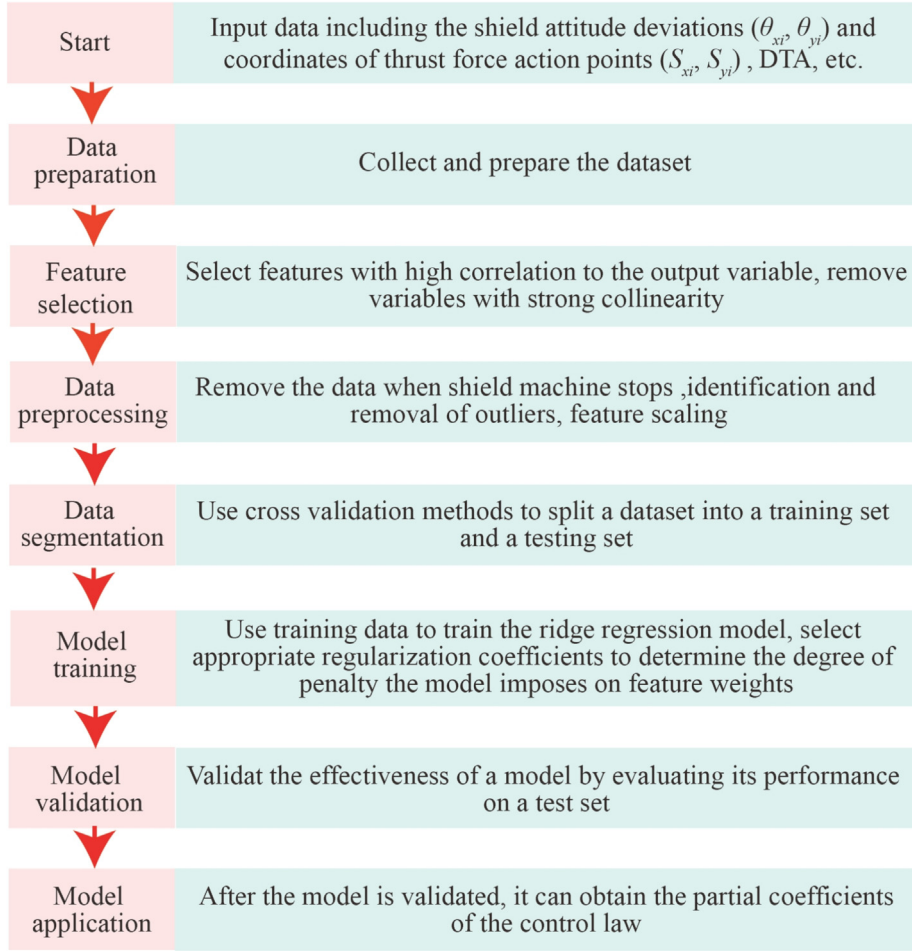 Start
Input data including the shield attitude deviations (θxi, θyi) and
coordinates of thrust force action points (Sxi, Syi) , DTA, etc.
Data
preparation
Collect and prepare the dataset
Feature
selection
Select features with high correlation to the output variable, remove
variables with strong collinearity
Data
preprocessing
Remove the data when shield machine stops ,identification and
removal of outliers, feature scaling
Data
segmentation
Use cross validation methods to split a dataset into a training set
and a testing set
Model
training
Use training data to train the ridge regression model, select
appropriate regularization coefficients to determine the degree of
penalty the model imposes on feature weights
Model
validation
Validat the effectiveness of a model by evaluating its performance
on a test set
Model
application
After the model is validated, it can obtain the partial coefficients
of the control law